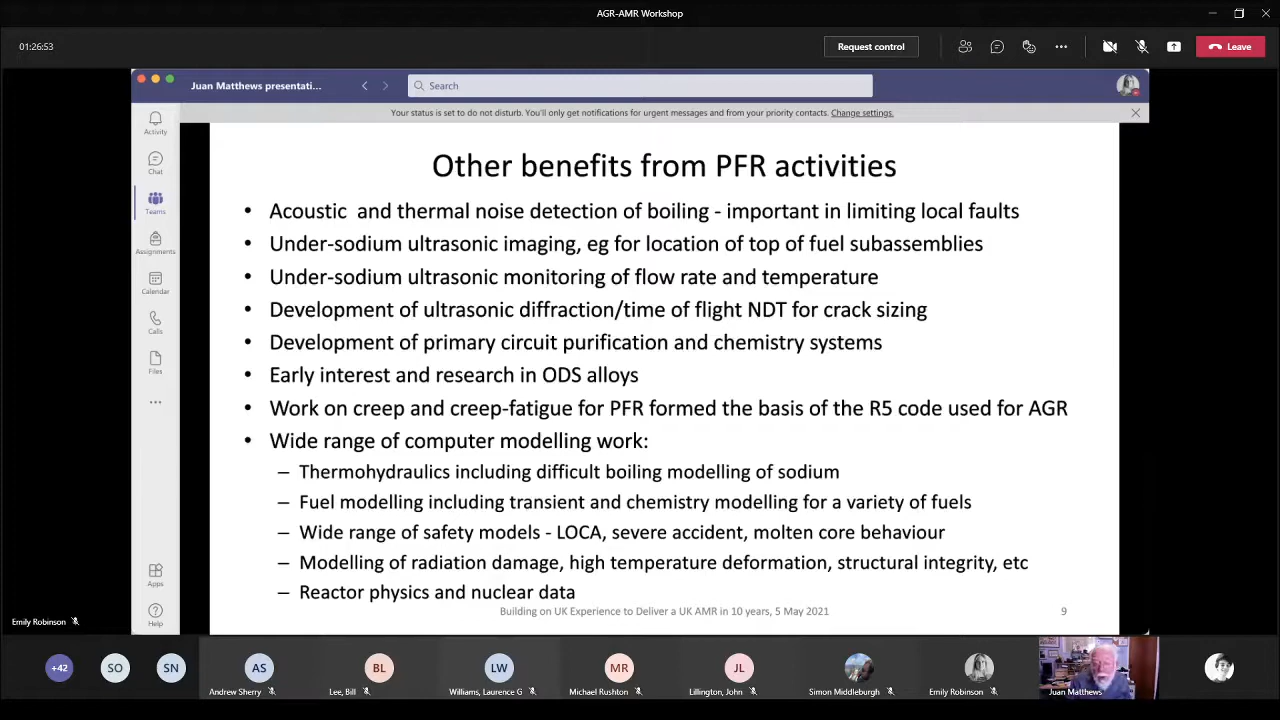 AGR-AMR Workshop
01:26:53
Request control
Leave
Juan Matthews presentati...
Search
Your status is set to do not disturb. You'll only get notifications for urgent messages and from your priority contacts. Change settings.
Activity
Chat
Teams
Assignments
Calendar
Calls
Files
Apps
Help
Other benefits from PFR activities
• Acoustic and thermal noise detection of boiling - important in limiting local faults
• Under-sodium ultrasonic imaging, eg for location of top of fuel subassemblies
• Under-sodium ultrasonic monitoring of flow rate and temperature
• Development of ultrasonic diffraction/time of flight NDT for crack sizing
• Development of primary circuit purification and chemistry systems
• Early interest and research in ODS alloys
• Work on creep and creep-fatigue for PFR formed the basis of the R5 code used for AGR
• Wide range of computer modelling work:
– Thermohydraulics including difficult boiling modelling of sodium
– Fuel modelling including transient and chemistry modelling for a variety of fuels
– Wide range of safety models - LOCA, severe accident, molten core behaviour
– Modelling of radiation damage, high temperature deformation, structural integrity, etc
– Reactor physics and nuclear data
Building on UK Experience to Deliver a UK AMR in 10 years, 5 May 2021
9
Emily Robinson
+42
SO
SN
AS
BL
LW
MR
JL
Andrew Sherry
Lee, Bill
Williams, Laurence G
Michael Rushton
Lillington, John
Simon Middleburgh
Emily Robinson
Juan Matthews